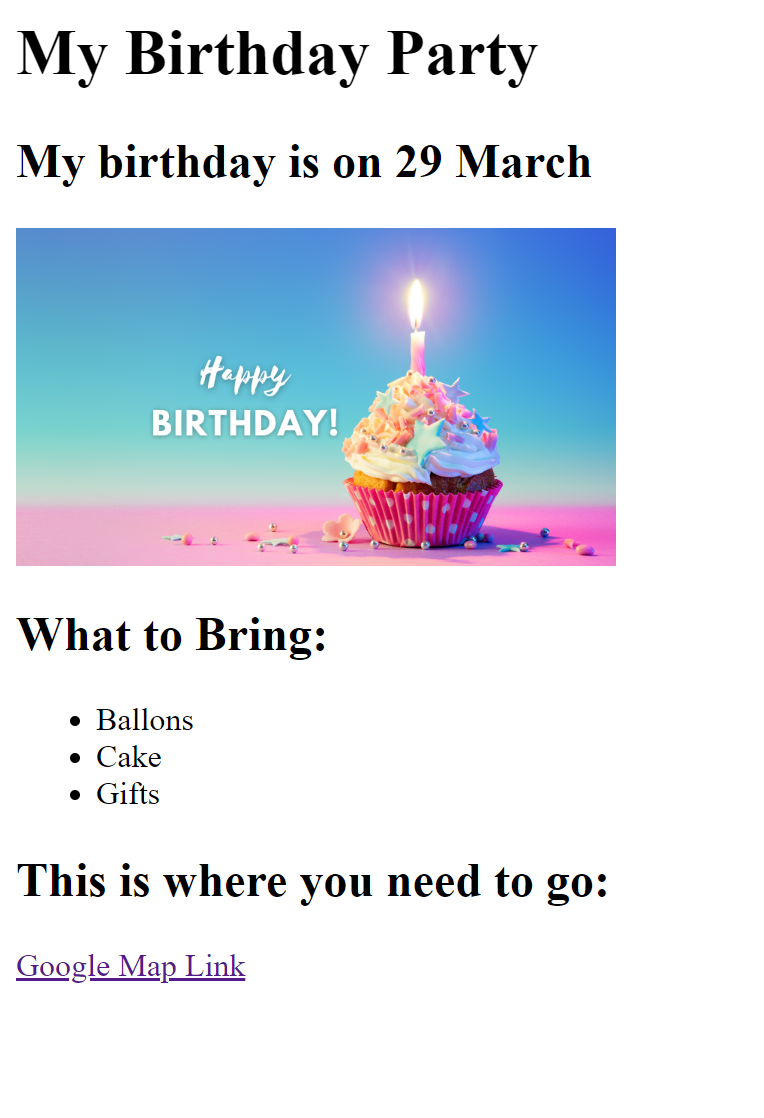 My Birthday Party
My birthday is on 29 March
Happy
BIRTHDAY!
What to Bring:
Ballons
Cake
Gifts
This is where you need to go:
Google Map Link